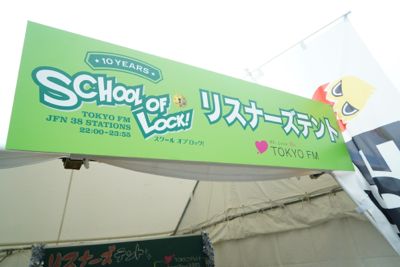 10 YEARS
SCHOOL OF LOCK!
スクール オブ ロック!
TOKYO FM
JFN 38 STATIONS
22:00-23:55
リスナーズテント
TOKYO FM
リスナーズテント